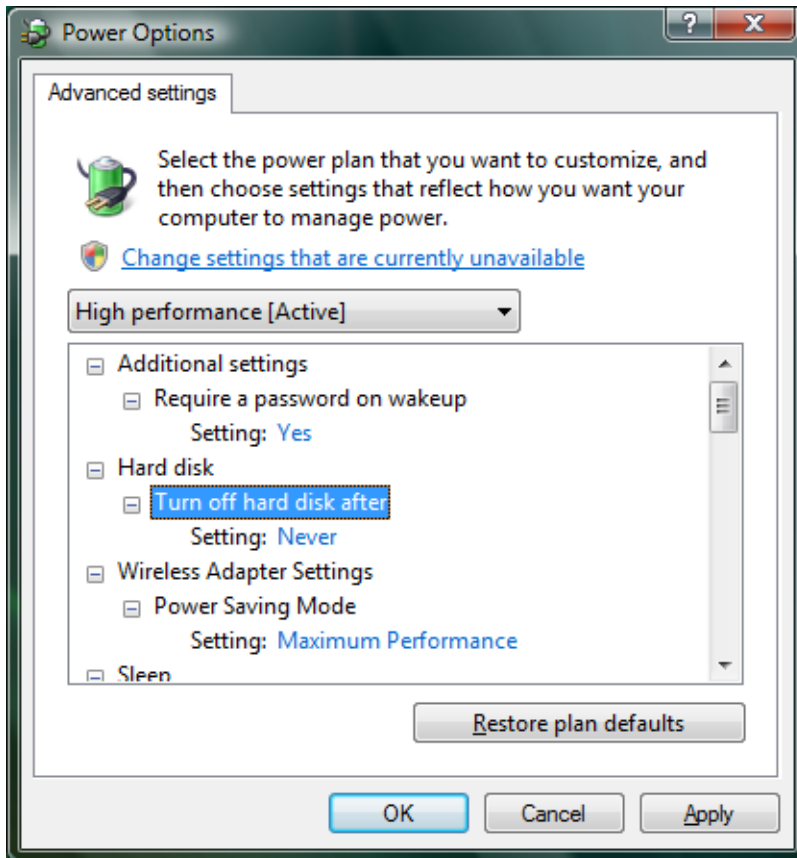 Power Options
Advanced settings
Select the power plan that you want to customize, and
then choose settings that reflect how you want your
computer to manage power.
Change settings that are currently unavailable
High performance [Active]
Additional settings
Require a password on wakeup
Setting: Yes
Hard disk
Turn off hard disk after
Setting: Never
Wireless Adapter Settings
Power Saving Mode
Setting: Maximum Performance
Sleep
Restore plan defaults
OK Cancel Apply